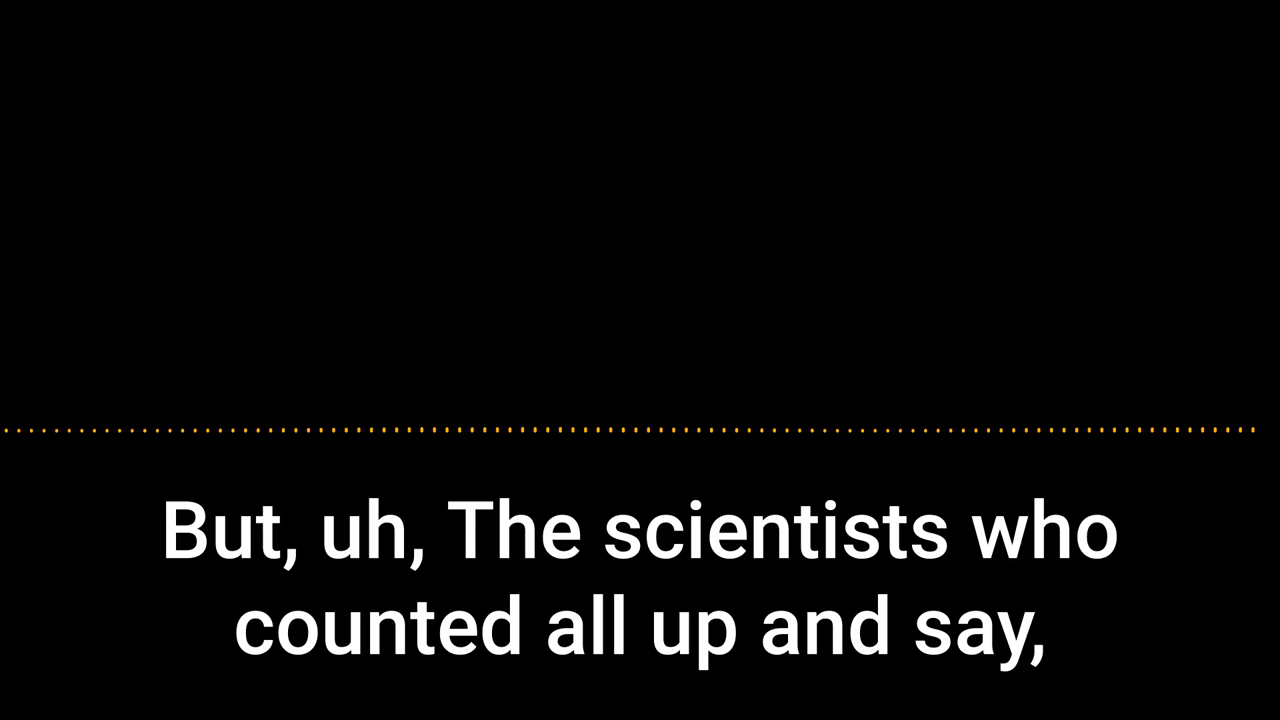 But, uh, The scientists who
counted all up and say,